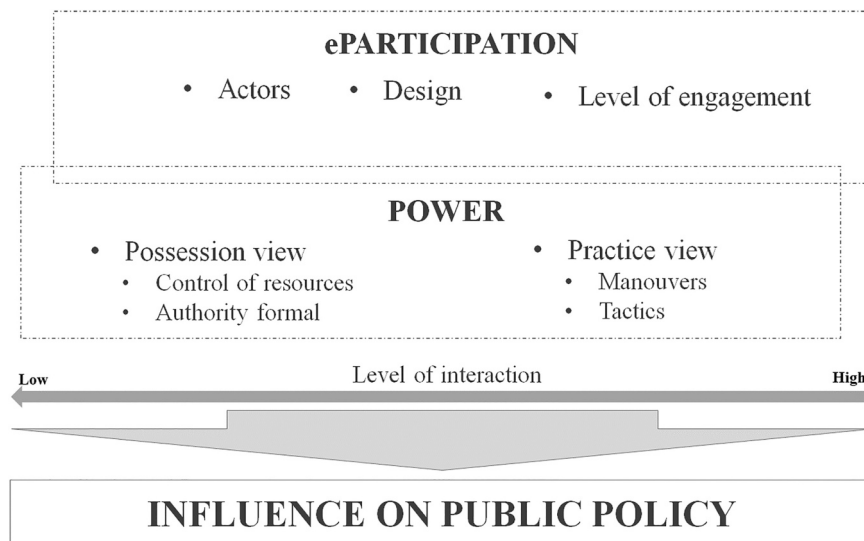 ePARTICIPATION
• Actors • Design • Level of engagement
POWER
• Possession view
• Control of resources
• Authority formal
• Practice view
• Manouvers
• Tactics
Low Level of interaction High
INFLUENCE ON PUBLIC POLICY